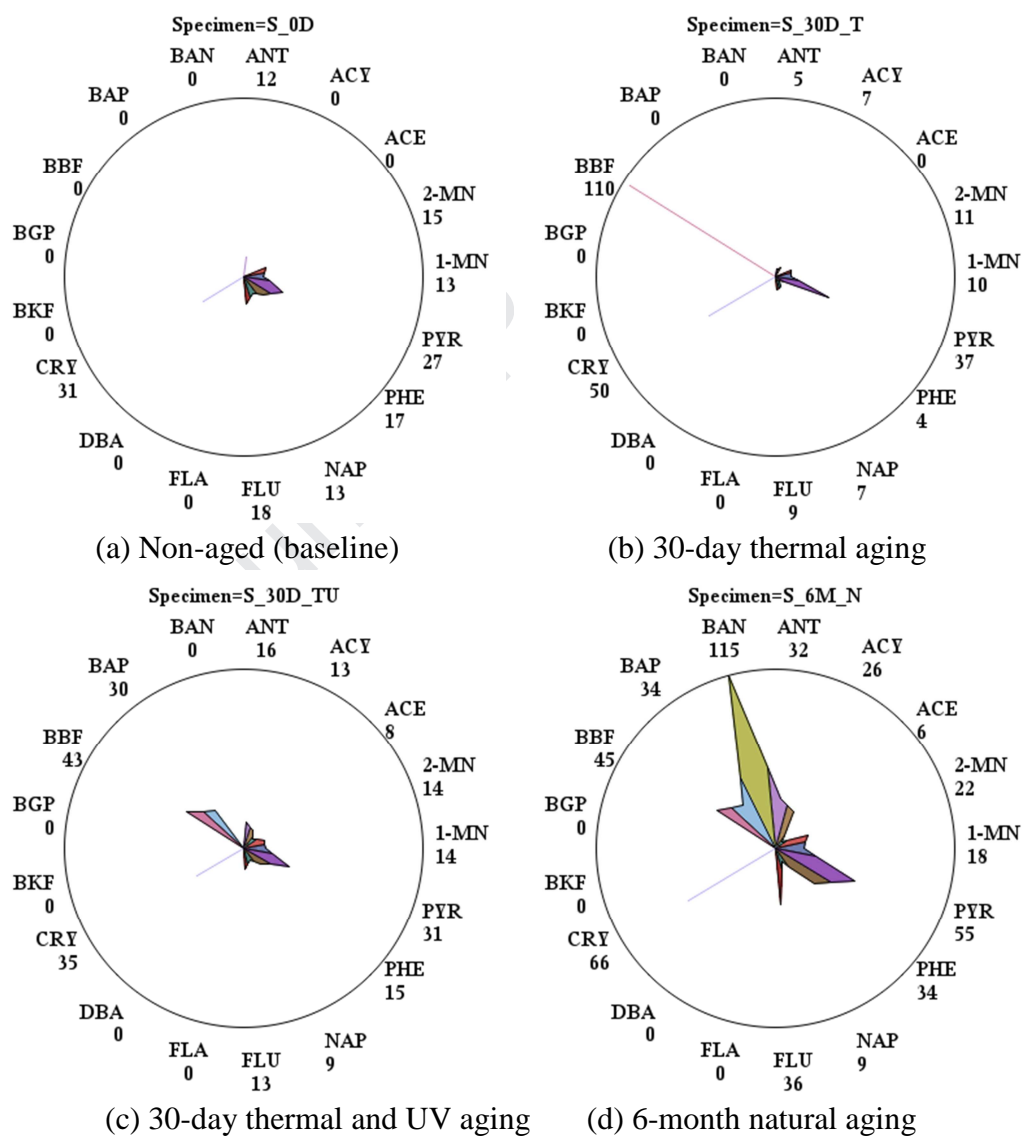 Specimen=S_0D
BAN
0
ANT
12
ACY
0
ACE
0
2-MN
15
1-MN
13
PYR
27
PHE
17
NAP
13
FLU
18
FLA
0
DBA
0
CRY
31
BKF
0
BGP
0
BBF
0
BAP
0
(a) Non-aged (baseline)
Specimen=S_30D_T
BAN
0
ANT
5
ACY
7
ACE
0
2-MN
11
1-MN
10
PYR
37
PHE
4
NAP
7
FLU
9
FLA
0
DBA
0
CRY
50
BKF
0
BGP
0
BBF
110
BAP
0
(b) 30-day thermal aging
Specimen=S_30D_TU
BAN
0
ANT
16
ACY
13
ACE
8
2-MN
14
1-MN
14
PYR
31
PHE
15
NAP
9
FLU
13
FLA
0
DBA
0
CRY
35
BKF
0
BGP
0
BBF
43
BAP
30
(c) 30-day thermal and UV aging
Specimen=S_6M_N
BAN
115
ANT
32
ACY
26
ACE
6
2-MN
22
1-MN
18
PYR
55
PHE
34
NAP
9
FLU
36
FLA
0
DBA
0
CRY
66
BKF
0
BGP
0
BBF
45
BAP
34
(d) 6-month natural aging